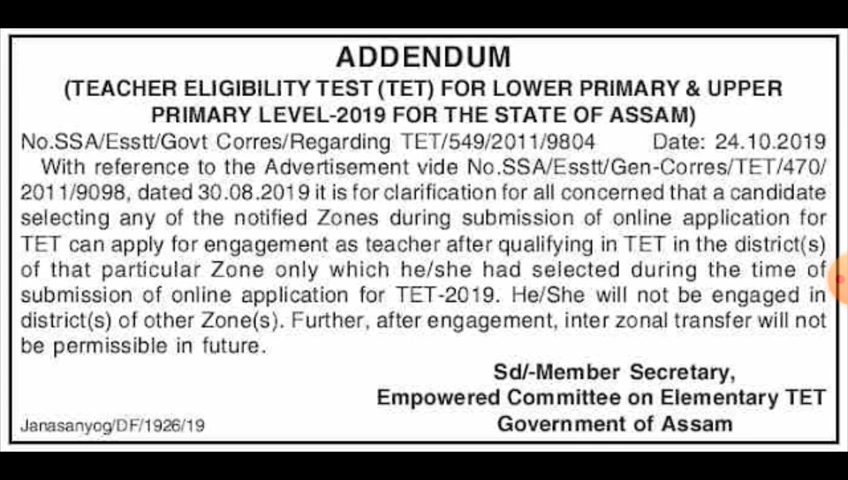 ADDENDUM
(TEACHER ELIGIBILITY TEST (TET) FOR LOWER PRIMARY & UPPER
PRIMARY LEVEL-2019 FOR THE STATE OF ASSAM)
No.SSA/Esstt/Govt Corres/Regarding TET/549/2011/9804 Date: 24.10.2019
With reference to the Advertisement vide No.SSA/Esstt/Gen-Corres/TET/470/
2011/9098, dated 30.08.2019 it is for clarification for all concerned that a candidate
selecting any of the notified Zones during submission of online application for
TET can apply for engagement as teacher after qualifying in TET in the district(s)
of that particular Zone only which he/she had selected during the time of
submission of online application for TET-2019. He/She will not be engaged in
district(s) of other Zone(s). Further, after engagement, inter zonal transfer will not
be permissible in future.
Sd/-Member Secretary,
Empowered Committee on Elementary TET
Government of Assam
Janasanyog/DF/1926/19